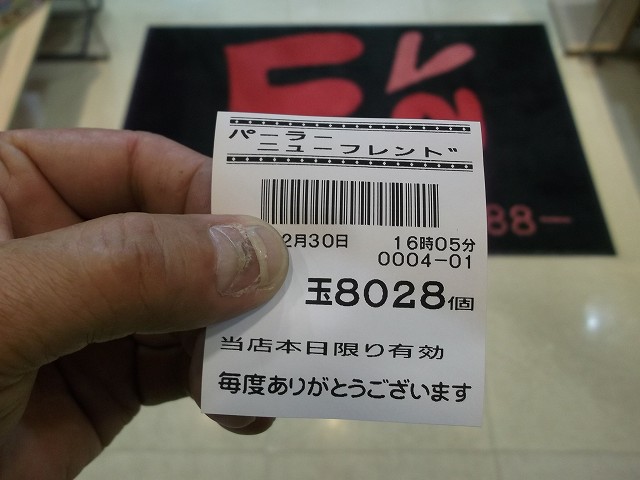 パーラー
ニューフレンド
2月30日 16時05分
0004-01
玉8028個
当店本日限り有効
毎度ありがとうございます
88-